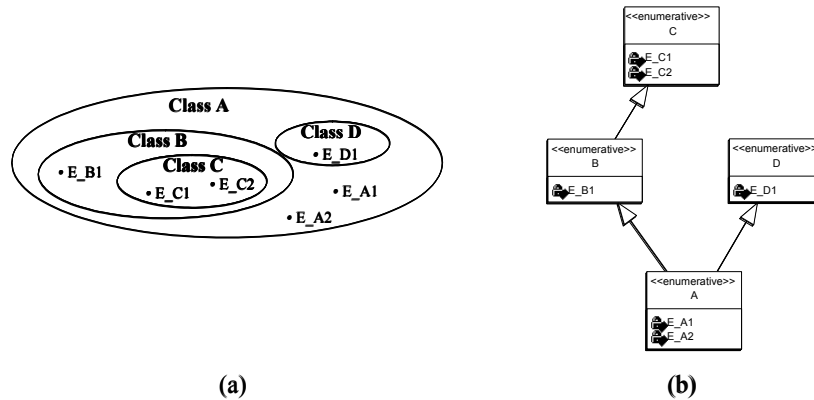 Class A
Class B
Class D
E_D1
Class C
E_B1
E_C2
E_C1
E_A1
E_A2
(a)
<<enumerative>>
C
E_C1
E_C2
<<enumerative>>
B
E_B1
<<enumerative>>
D
E_D1
<<enumerative>>
A
E_A1
E_A2
(b)